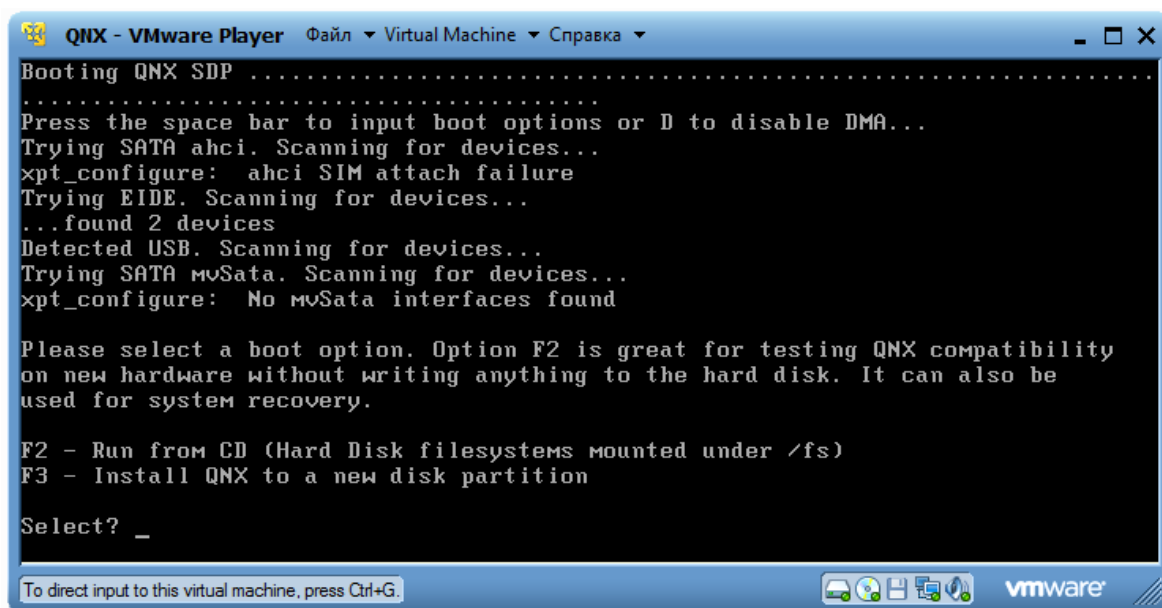 QNX - VMware Player Файл Virtual Machine Справка
Booting QNX SDP ................................................................
.........................................
Press the space bar to input boot options or D to disable DMA...
Trying SATA ahci. Scanning for devices...
xpt_configure:  ahci SIM attach failure
Trying EIDE. Scanning for devices...
...found 2 devices
Detected USB. Scanning for devices...
Trying SATA mvSata. Scanning for devices...
xpt_configure:  No mvSata interfaces found
Please select a boot option. Option F2 is great for testing QNX compatibility
on new hardware without writing anything to the hard disk. It can also be
used for system recovery.
F2 - Run from CD (Hard Disk filesystems mounted under /fs)
F3 - Install QNX to a new disk partition
Select? _
To direct input to this virtual machine, press Ctrl+G.
vmware